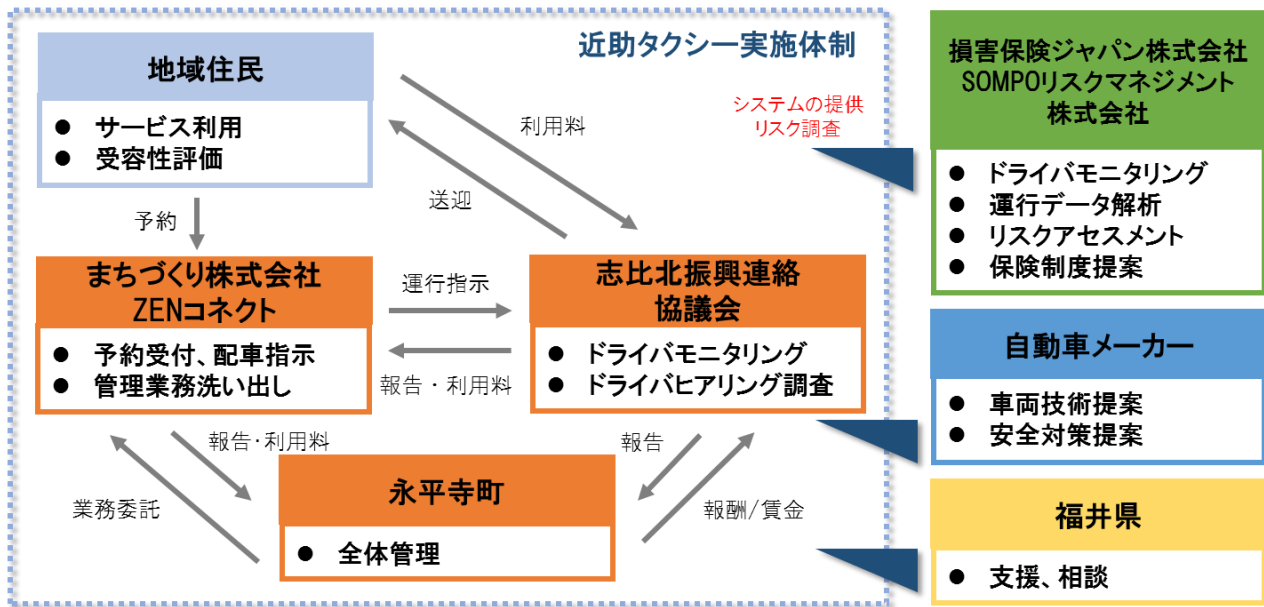 近助タクシー実施体制
地域住民
● サービス利用
● 受容性評価
利用料
送迎
予約
システムの提供
リスク調査
まちづくり株式会社
ZENコネクト
● 予約受付、配車指示
● 管理業務洗い出し
運行指示
報告・利用料
志比北振興連絡
協議会
● ドライバモニタリング
● ドライバヒアリング調査
報告・利用料
業務委託
報告
報酬/賃金
永平寺町
● 全体管理
損害保険ジャパン株式会社
SOMPOリスクマネジメント
株式会社
● ドライバモニタリング
● 運行データ解析
● リスクアセスメント
● 保険制度提案
自動車メーカー
● 車両技術提案
● 安全対策提案
福井県
● 支援、相談